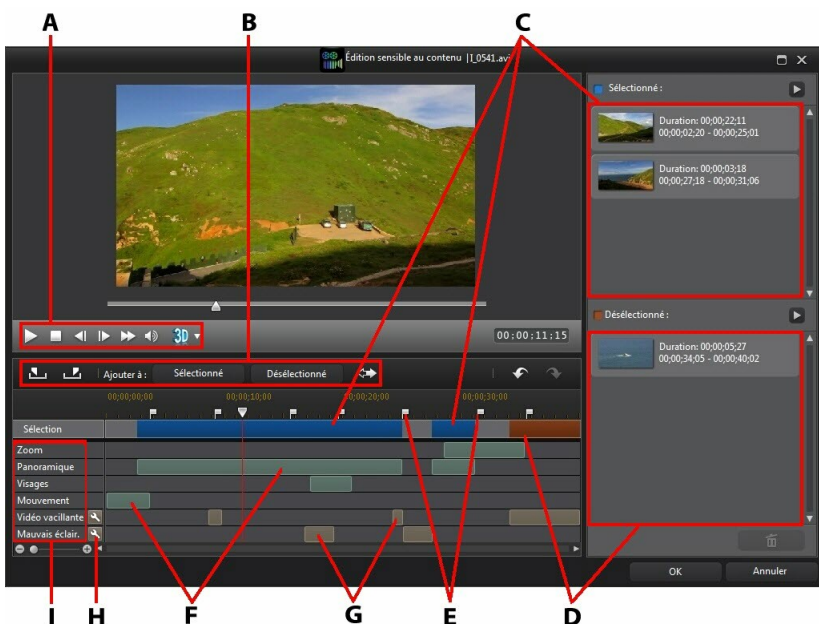 A B C
Édition sensible au contenu |I_0541.avi
Sélectionné :
Duration: 00;00;22;11
00;00;02;20 - 00;00;25;01
Duration: 00;00;03;18
00;00;27;18 - 00;00;31;06
3D
00:00:11:15
Désélectionné :
Duration: 00;00;05;27
00;00;34;05 - 00;00;40;02
Ajouter à :
Sélectionné
Désélectionné
00;00;00;00
00;00;10;00
00;00;20;00
00;00;30;00
Sélection
Zoom
Panoramique
Visages
Mouvement
Vidéo vacillante
Mauvais éclair.
OK
Annuler
I H F G E D